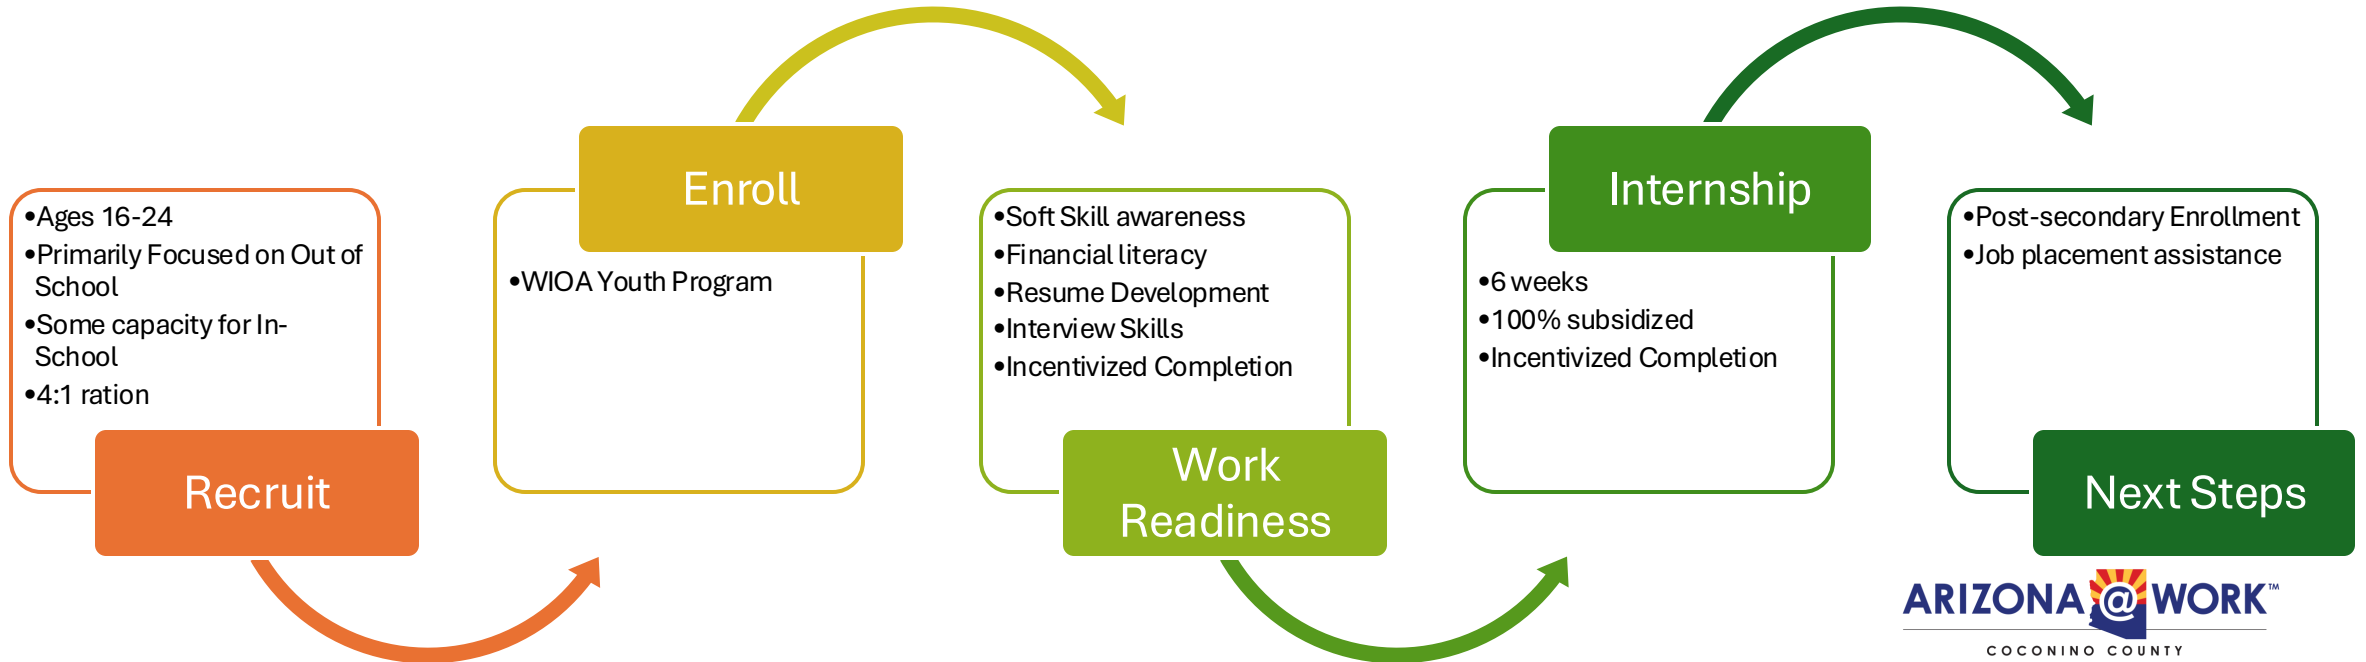 •Ages 16-24
•Primarily Focused on Out of
School
•Some capacity for In-
School
•4:1 ration
Recruit
Enroll
•WIOA Youth Program
•Soft Skill awareness
•Financial literacy
•Resume Development
•Interview Skills
•Incentivized Completion
Work
Readiness
Internship
•6 weeks
•100% subsidized
•Incentivized Completion
•Post-secondary Enrollment
•Job placement assistance
Next Steps
ARIZONA @ WORK™
COCONINO COUNTY